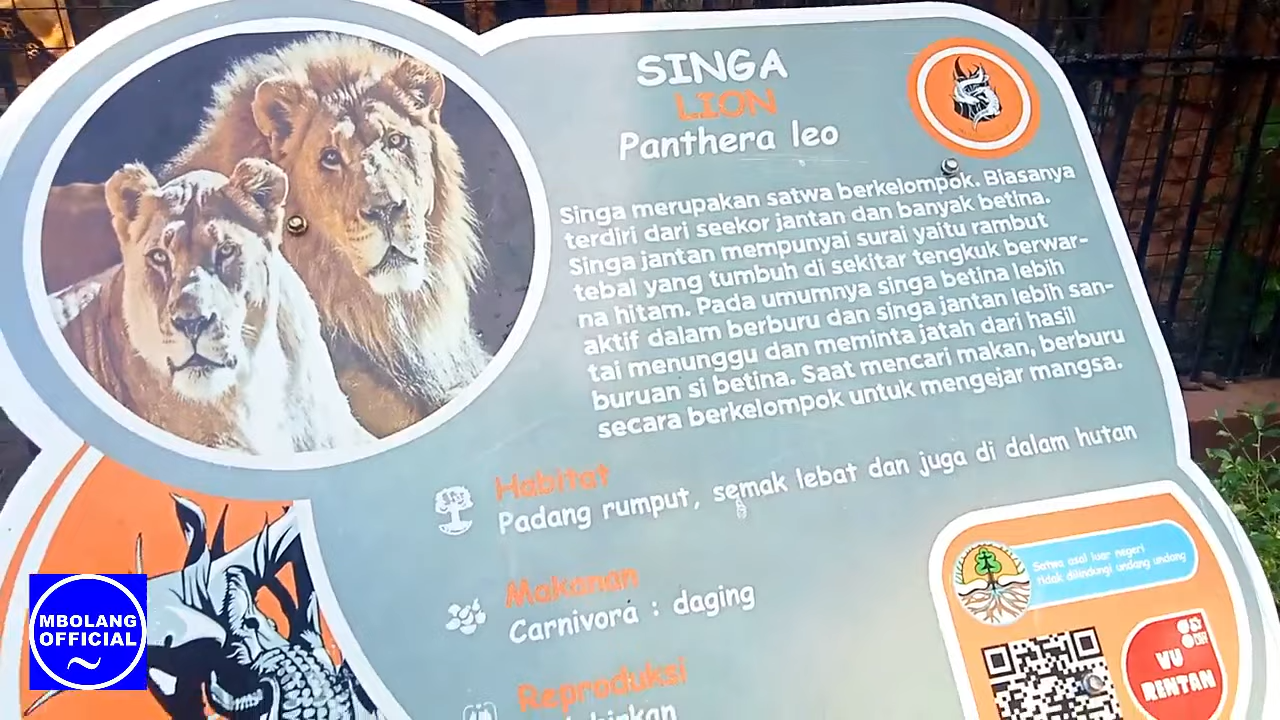 SINGA
LION
Panthera leo
Singa merupakan satwa berkelompok. Biasanya
terdiri dari seekor jantan dan banyak betina.
Singa jantan mempunyai surai yaitu rambut
tebal yang tumbuh di sekitar tengkuk berwar-
na hitam. Pada umumnya singa betina lebih
aktif dalam berburu dan singa jantan lebih san-
tai menunggu dan meminta jatah dari hasil
buruan si betina. Saat mencari makan, berburu
secara berkelompok untuk mengejar mangsa.
Habitat
Padang rumput, semak lebat dan juga di dalam hutan
Makanan
Carnivora : daging
Reproduksi
Satwa asal luar negeri
tidak dilindungi undang undang
VU
RENTAN
MBOLANG
OFFICIAL